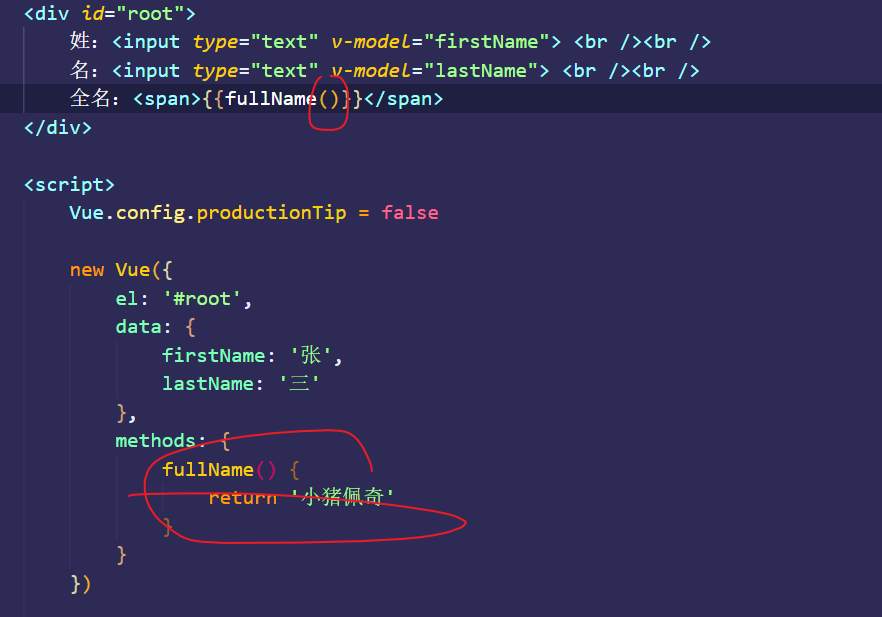 <div id="root">
姓：<input type="text" v-model="firstName"> <br /><br />
名：<input type="text" v-model="lastName"> <br /><br />
全名：<span>{{fullName()}}</span>
</div>
<script>
Vue.config.productionTip = false
new Vue({
el: '#root',
data: {
firstName: '张',
lastName: '三'
},
methods: {
fullName() {
return '小猪佩奇'
}
}
})